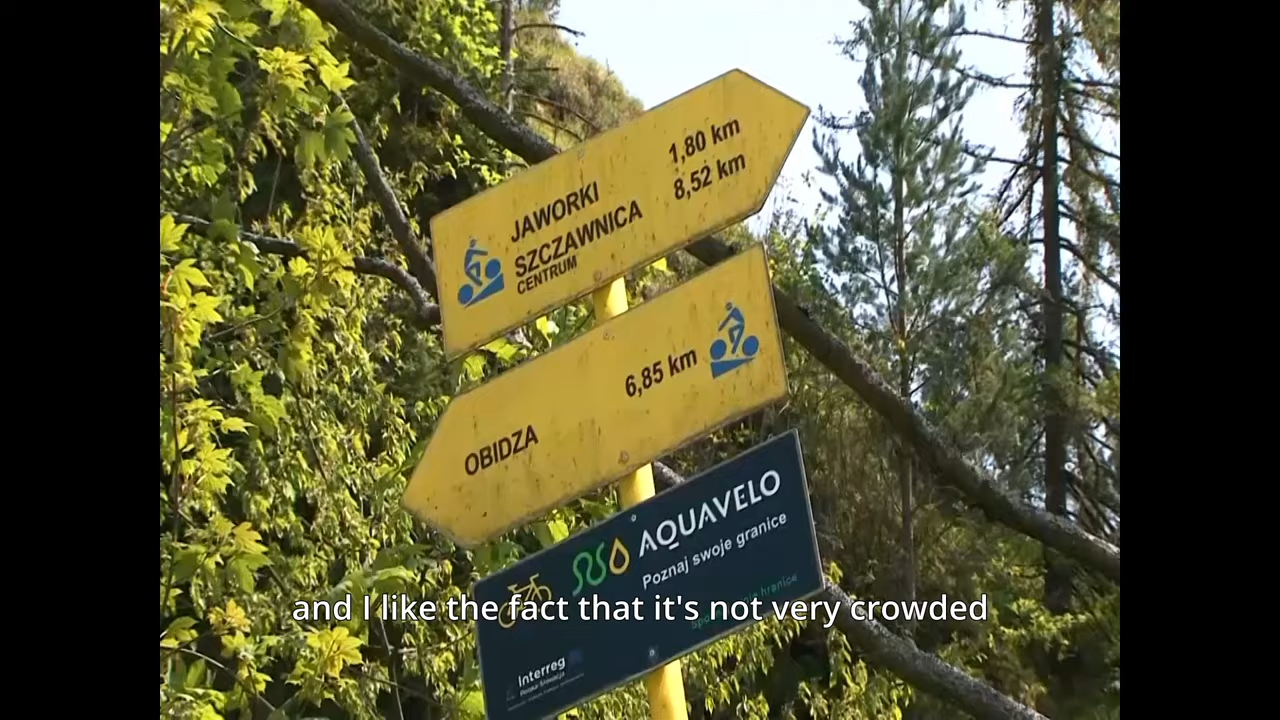 JAWORKI 1,80 km
SZCZAWNICA 8,52 km
CENTRUM
OBIDZA 6,85 km
AQUAVELO
Poznaj swoje granice
and I like the fact that it's not very crowded
Interreg